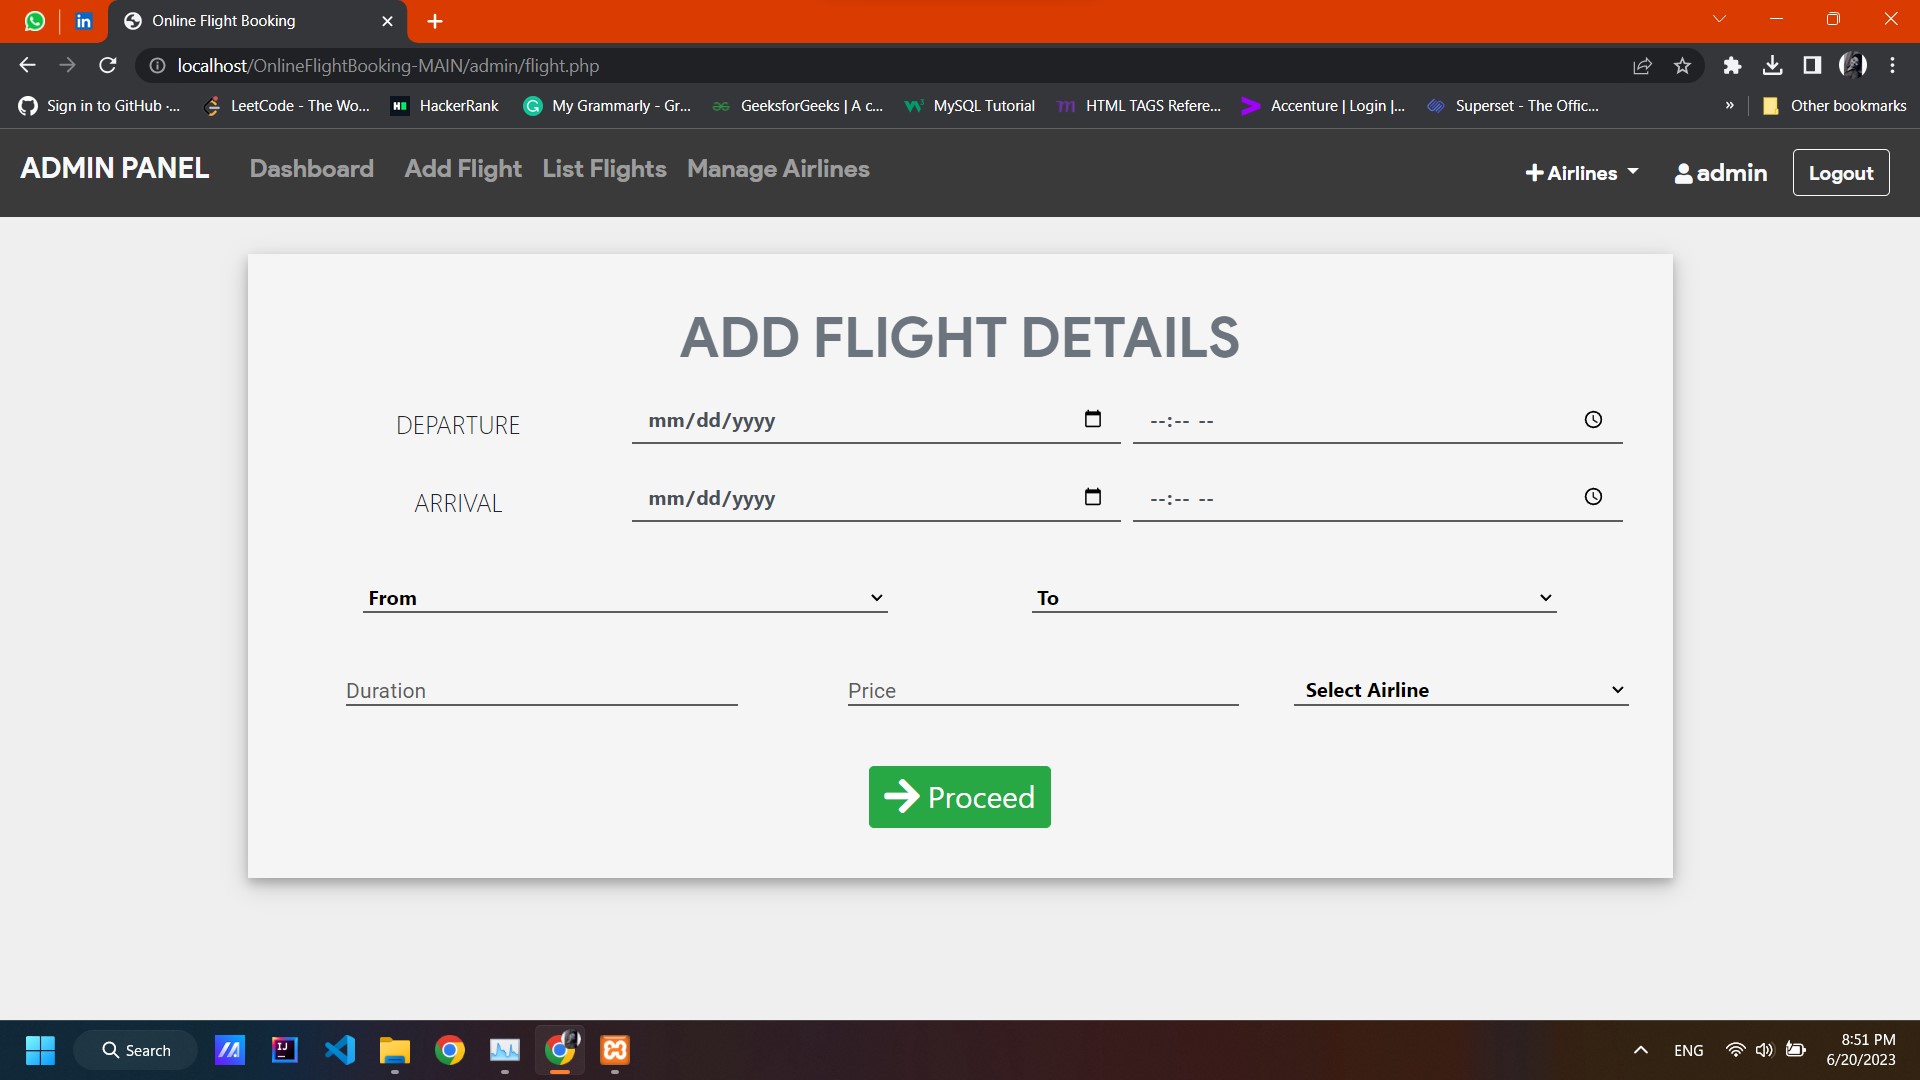 Online Flight Booking
localhost/OnlineFlightBooking-MAIN/admin/flight.php
Sign in to GitHub ·... LeetCode - The Wo... HackerRank My Grammarly - Gr... GeeksforGeeks | A c... MySQL Tutorial HTML TAGS Refere... Accenture | Login |... Superset - The Offic... » Other bookmarks
ADMIN PANEL Dashboard Add Flight List Flights Manage Airlines Airlines admin Logout
ADD FLIGHT DETAILS
DEPARTURE mm/dd/yyyy --:-- --
ARRIVAL mm/dd/yyyy --:-- --
From To
Duration Price Select Airline
Proceed
Search ENG 8:51 PM
6/20/2023